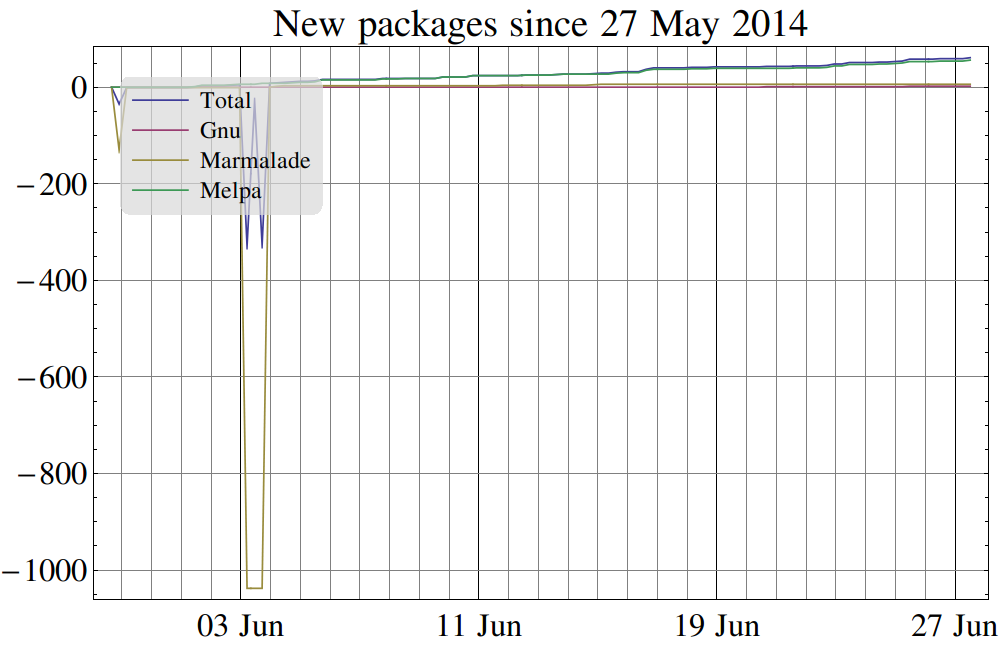 New packages since 27 May 2014
0
Total
Gnu
Marmalade
−200
Melpa
−400
−600
−800
−1000
03 Jun 11 Jun 19 Jun 27 Jun